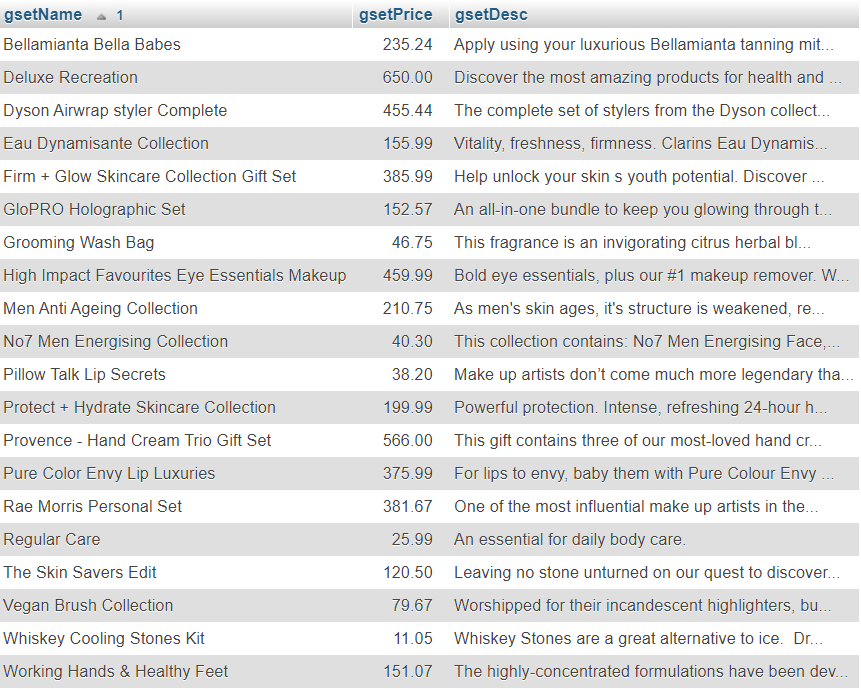 gsetName 1 gsetPrice gsetDesc
Bellamianta Bella Babes 235.24 Apply using your luxurious Bellamianta tanning mit...
Deluxe Recreation 650.00 Discover the most amazing products for health and ...
Dyson Airwrap styler Complete 455.44 The complete set of stylers from the Dyson collect...
Eau Dynamisante Collection 155.99 Vitality, freshness, firmness. Clarins Eau Dynamis...
Firm + Glow Skincare Collection Gift Set 385.99 Help unlock your skin s youth potential. Discover ...
GloPRO Holographic Set 152.57 An all-in-one bundle to keep you glowing through t...
Grooming Wash Bag 46.75 This fragrance is an invigorating citrus herbal bl...
High Impact Favourites Eye Essentials Makeup 459.99 Bold eye essentials, plus our #1 makeup remover. W...
Men Anti Ageing Collection 210.75 As men's skin ages, it's structure is weakened, re...
No7 Men Energising Collection 40.30 This collection contains: No7 Men Energising Face,...
Pillow Talk Lip Secrets 38.20 Make up artists don’t come much more legendary tha...
Protect + Hydrate Skincare Collection 199.99 Powerful protection. Intense, refreshing 24-hour h...
Provence - Hand Cream Trio Gift Set 566.00 This gift contains three of our most-loved hand cr...
Pure Color Envy Lip Luxuries 375.99 For lips to envy, baby them with Pure Colour Envy ...
Rae Morris Personal Set 381.67 One of the most influential make up artists in the...
Regular Care 25.99 An essential for daily body care.
The Skin Savers Edit 120.50 Leaving no stone unturned on our quest to discover...
Vegan Brush Collection 79.67 Worshipped for their incandescent highlighters, bu...
Whiskey Cooling Stones Kit 11.05 Whiskey Stones are a great alternative to ice.  Dr...
Working Hands & Healthy Feet 151.07 The highly-concentrated formulations have been dev...